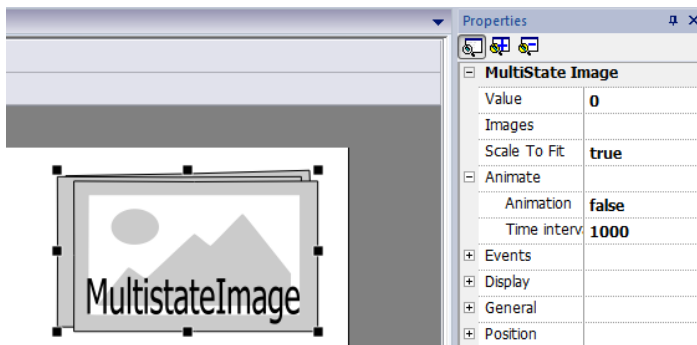 Properties
MultiState Image
Value 0
Images
Scale To Fit true
Animate
Animation false
Time interv 1000
Events
Display
General
Position
MultistateImage